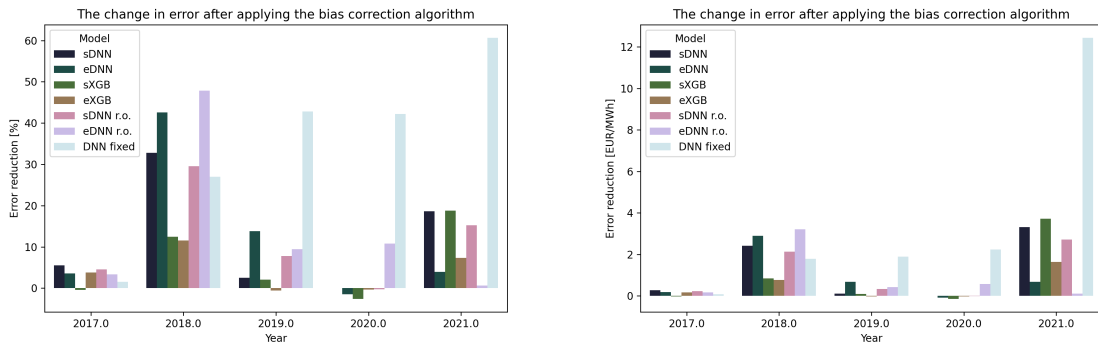 The change in error after applying the bias correction algorithm
Error reduction [%]
60
50
40
30
20
10
0
Model
sDNN
eDNN
sXGB
eXGB
sDNN r.o.
eDNN r.o.
DNN fixed
2017.0
2018.0
2019.0
2020.0
2021.0
Year
The change in error after applying the bias correction algorithm
Error reduction [EUR/MWh]
12
10
8
6
4
2
0
Model
sDNN
eDNN
sXGB
eXGB
sDNN r.o.
eDNN r.o.
DNN fixed
2017.0
2018.0
2019.0
2020.0
2021.0
Year